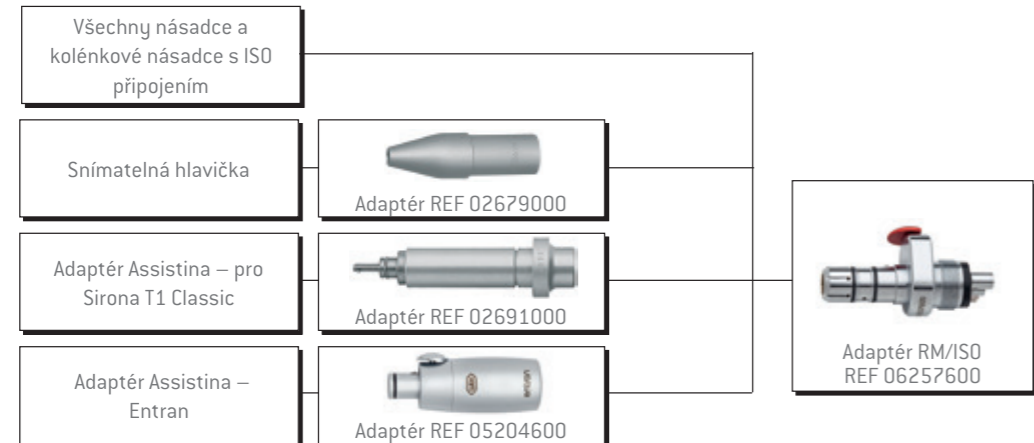 Všechny násadce a
kolénkové násadce s ISO
připojením
Snímatelná hlavička
Adaptér REF 02679000
Adaptér Assistina – pro
Sirona T1 Classic
Adaptér REF 02691000
Adaptér Assistina –
Entran
Adaptér REF 05204600
Adaptér RM/ISO
REF 06257600